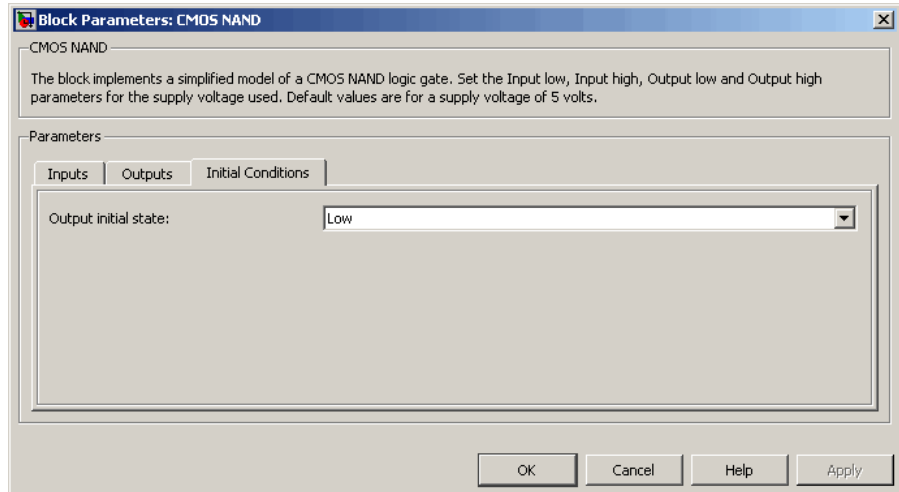 Block Parameters: CMOS NAND
CMOS NAND
The block implements a simplified model of a CMOS NAND logic gate. Set the Input low, Input high, Output low and Output high
parameters for the supply voltage used. Default values are for a supply voltage of 5 volts.
Parameters
Inputs Outputs Initial Conditions
Output initial state: Low
OK Cancel Help Apply